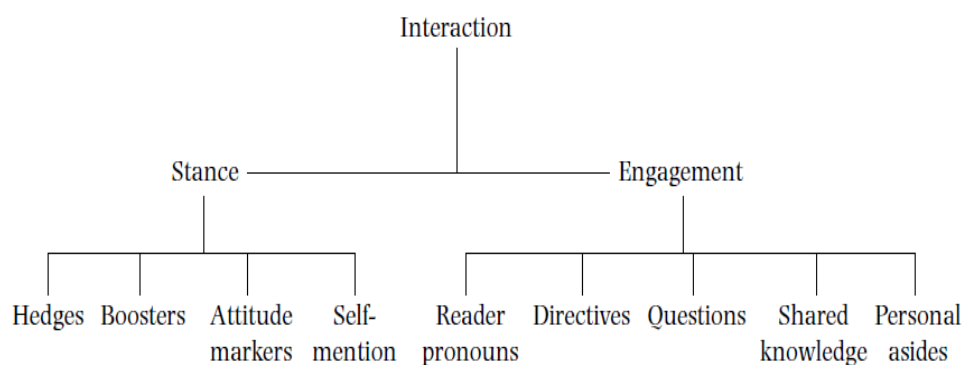 Interaction
Stance
Engagement
Hedges
Boosters
Attitude
markers
Self-
mention
Reader
pronouns
Directives
Questions
Shared
knowledge
Personal
asides